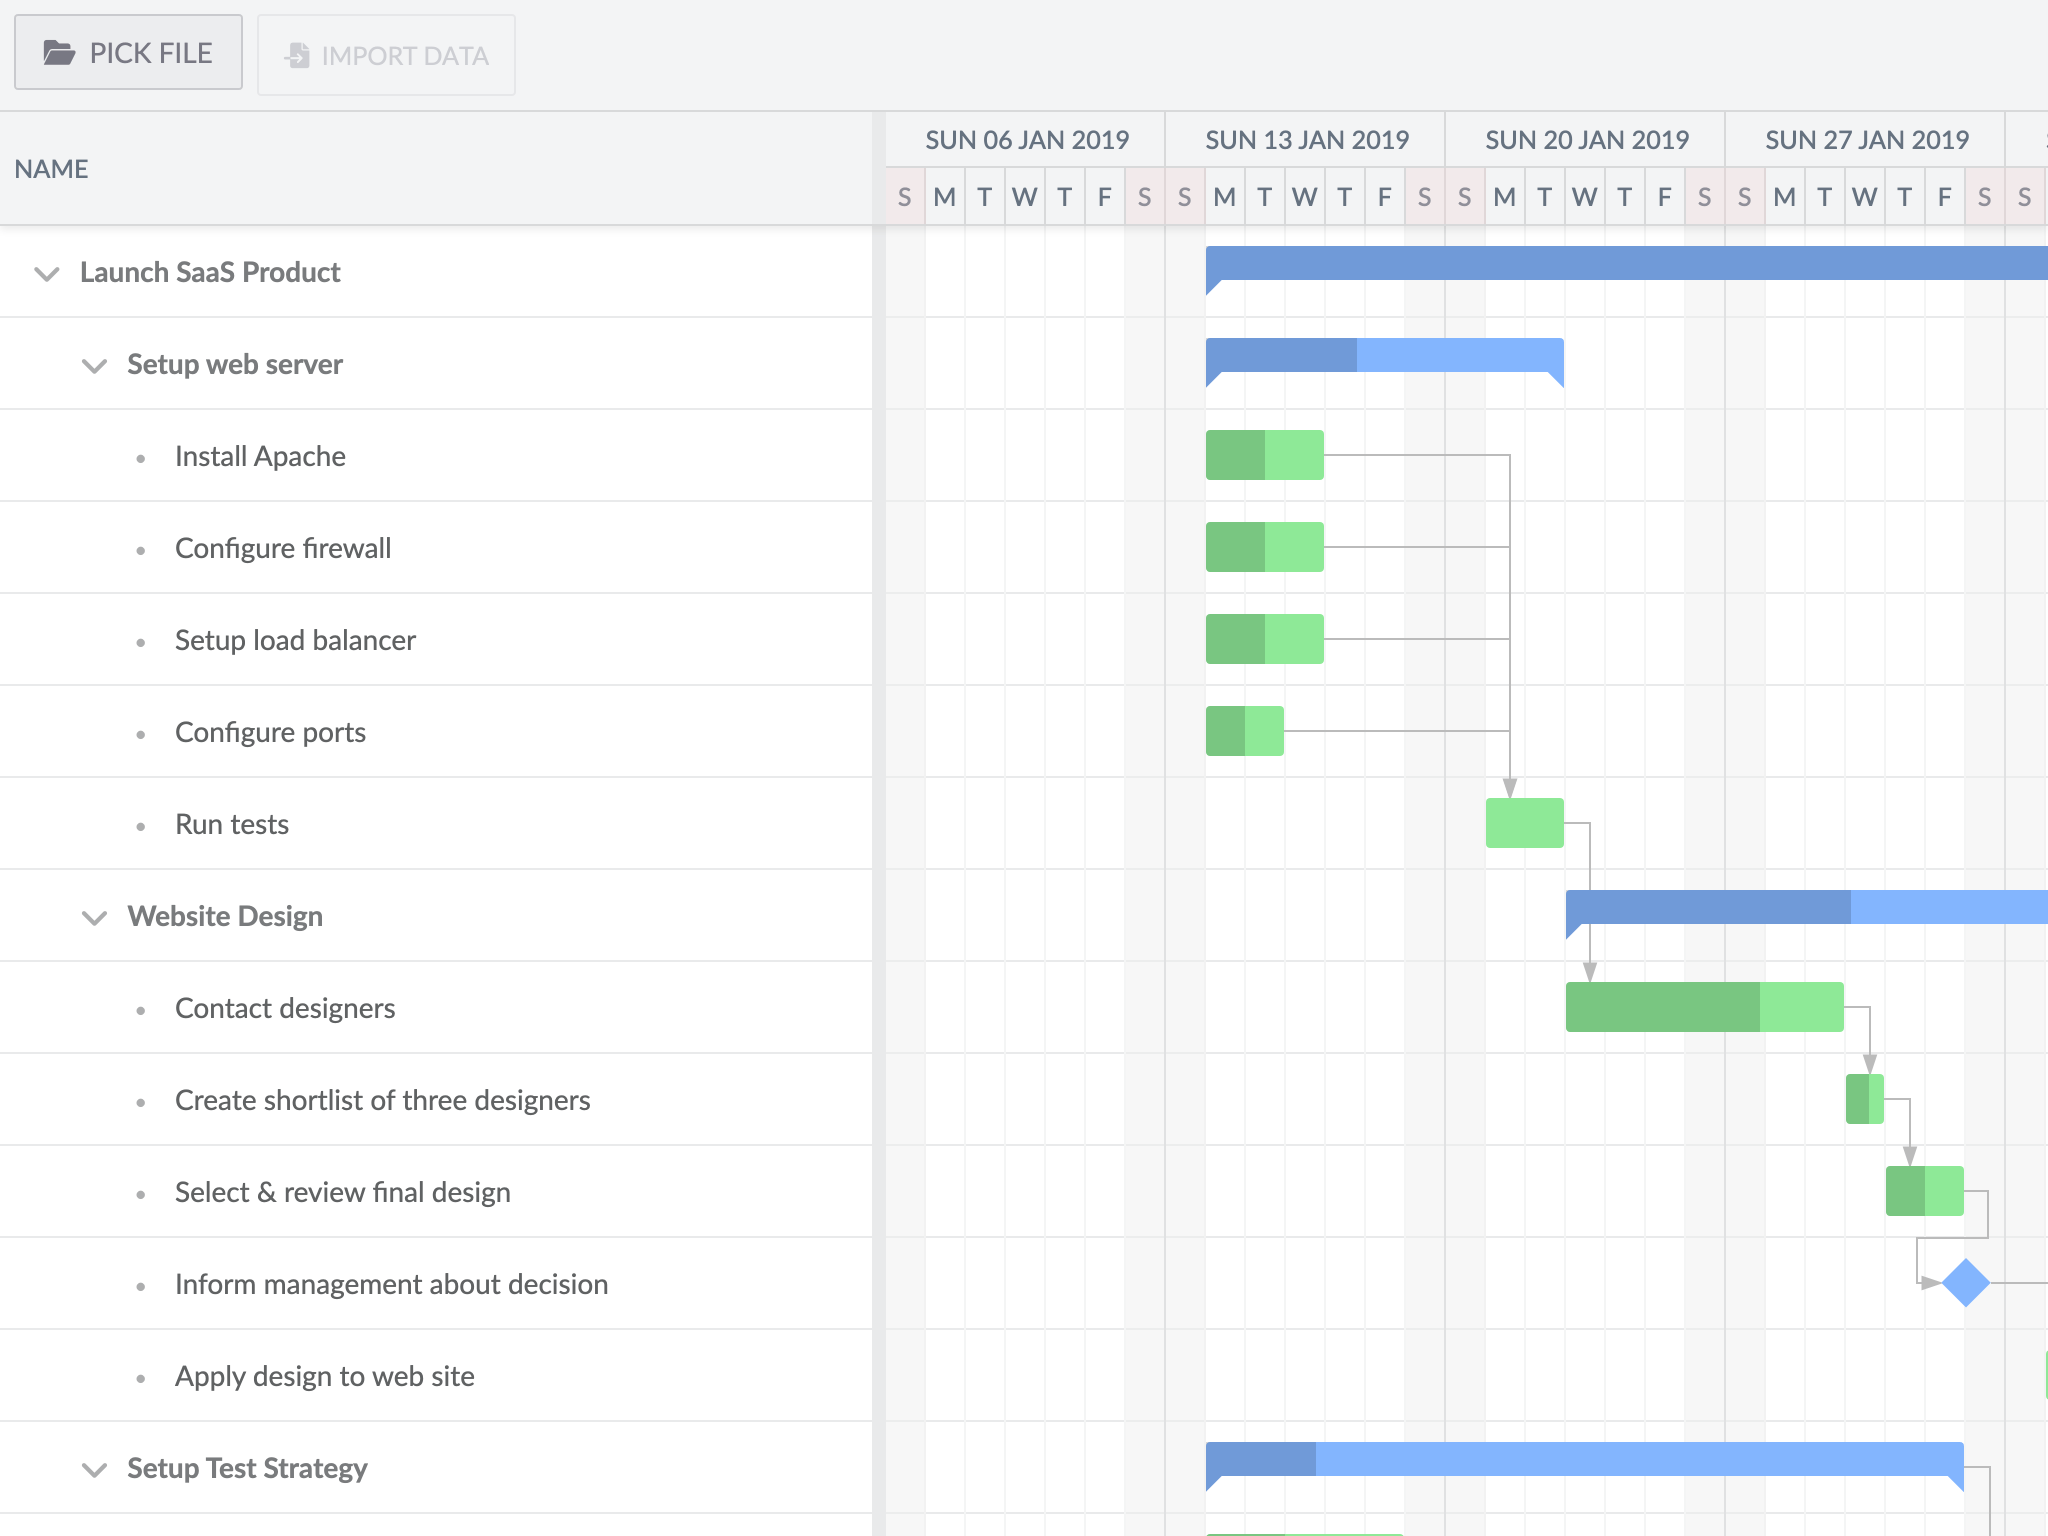 PICK FILE
IMPORT DATA
NAME
SUN 06 JAN 2019
SUN 13 JAN 2019
SUN 20 JAN 2019
SUN 27 JAN 2019
S M T W T F S S M T W T F S S M T W T F S S M T W T F S S
Launch SaaS Product
Setup web server
Install Apache
Configure firewall
Setup load balancer
Configure ports
Run tests
Website Design
Contact designers
Create shortlist of three designers
Select & review final design
Inform management about decision
Apply design to web site
Setup Test Strategy